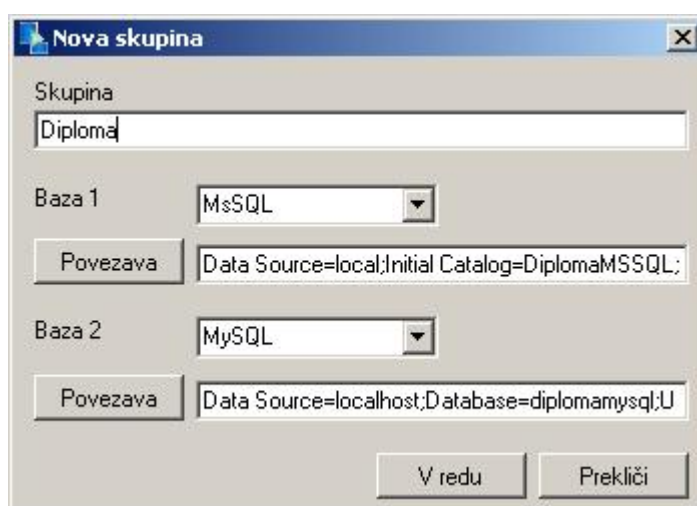 Nova skupina
Skupina
Diploma
Baza 1
MsSQL
Povezava
Data Source=local;Initial Catalog=DiplomaMSSQL;
Baza 2
MySQL
Povezava
Data Source=localhost;Database=diplomamysql;U
V redu
Prekliči